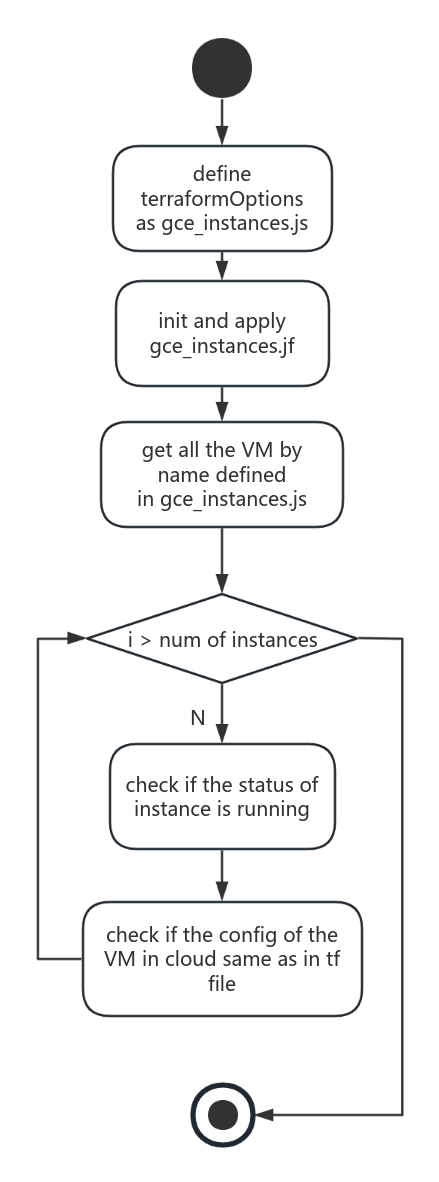 define
terraformOptions
as gce_instances.js
init and apply
gce_instances.jf
get all the VM by
name defined
in gce_instances.js
i > num of instances
N
check if the status of
instance is running
check if the config of the
VM in cloud same as in tf
file